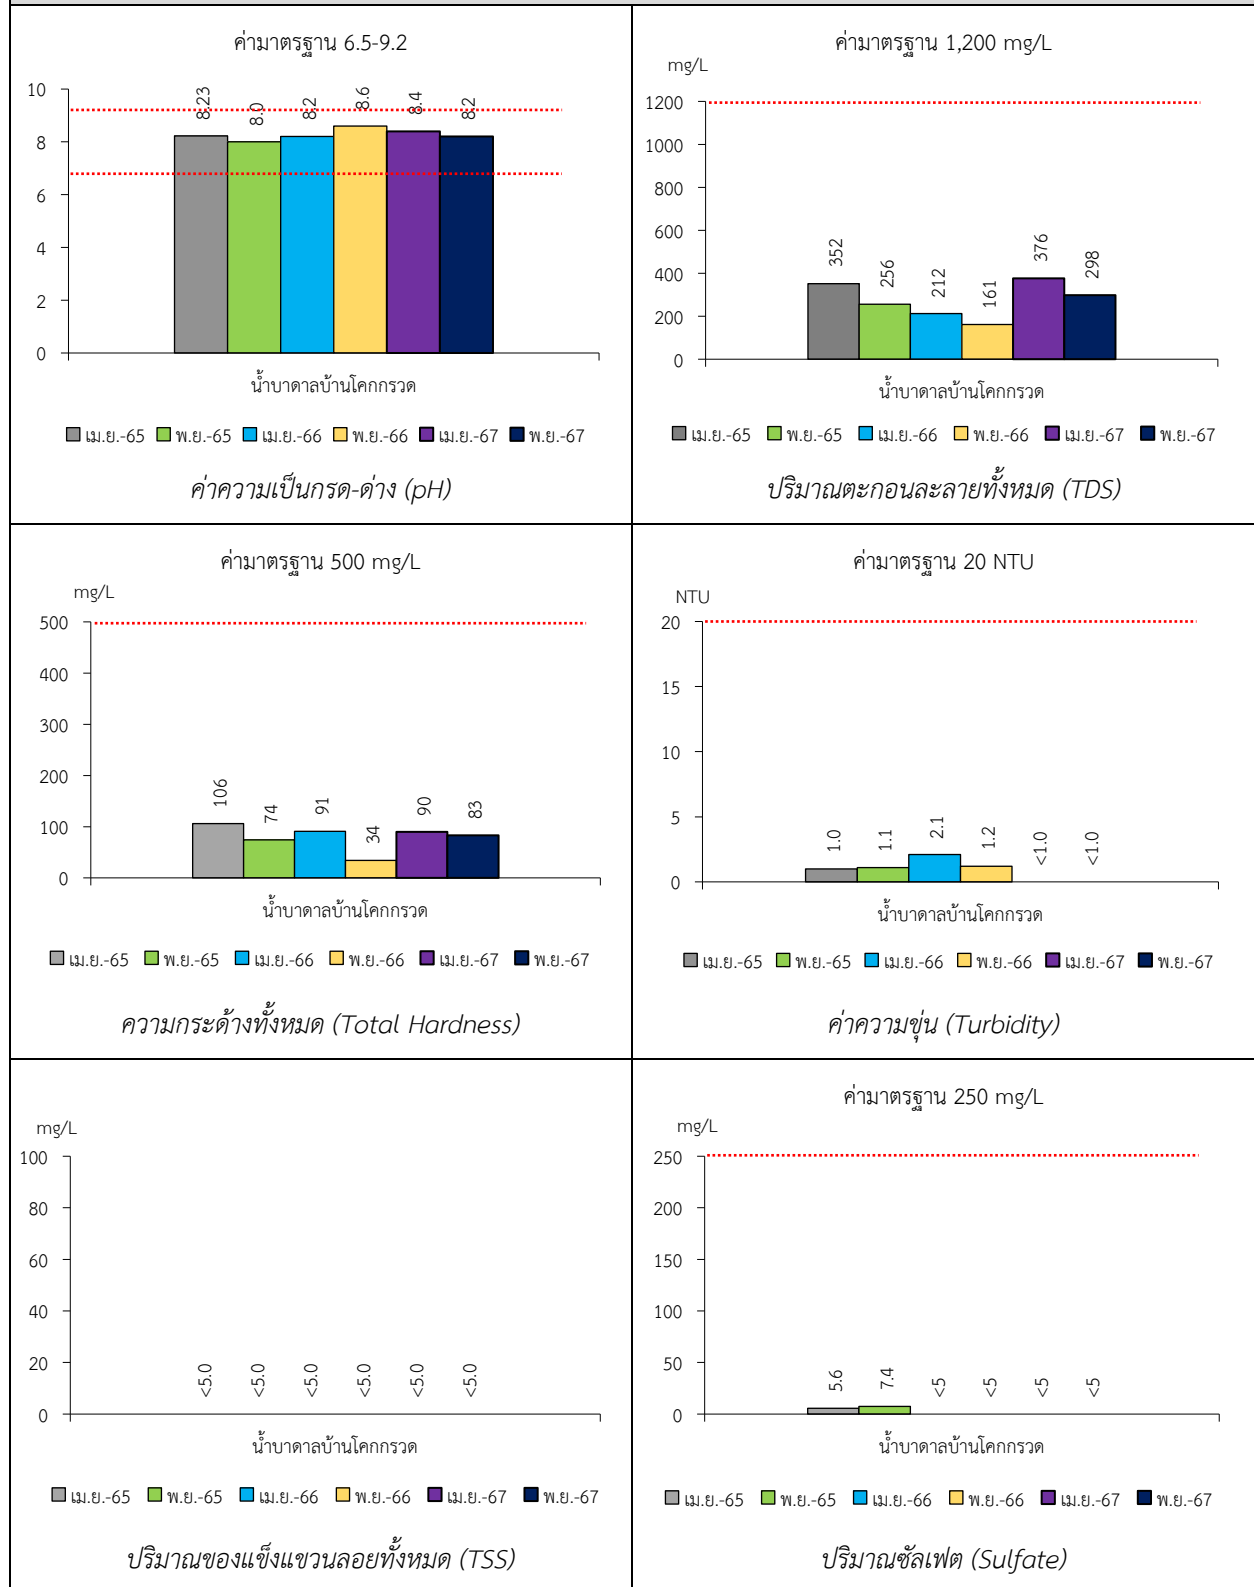 ค่ามาตรฐาน 6.5-9.2
10
8
6
4
2
0
8.23
8.0
8.2
8.6
8.4
8.2
น้ำบาดาลบ้านโคกกรวด
เม.ย.-65 พ.ย.-65 เม.ย.-66 พ.ย.-66 เม.ย.-67 พ.ย.-67
ค่าความเป็นกรด-ด่าง (pH)
ค่ามาตรฐาน 1,200 mg/L
mg/L
1200
1000
800
600
400
200
0
352
256
212
161
376
298
น้ำบาดาลบ้านโคกกรวด
เม.ย.-65 พ.ย.-65 เม.ย.-66 พ.ย.-66 เม.ย.-67 พ.ย.-67
ปริมาณตะกอนละลายทั้งหมด (TDS)
ค่ามาตรฐาน 500 mg/L
mg/L
500
400
300
200
100
0
106
74
91
34
90
83
น้ำบาดาลบ้านโคกกรวด
เม.ย.-65 พ.ย.-65 เม.ย.-66 พ.ย.-66 เม.ย.-67 พ.ย.-67
ความกระด้างทั้งหมด (Total Hardness)
ค่ามาตรฐาน 20 NTU
NTU
20
15
10
5
0
1.0
1.1
2.1
1.2
<1.0
<1.0
น้ำบาดาลบ้านโคกกรวด
เม.ย.-65 พ.ย.-65 เม.ย.-66 พ.ย.-66 เม.ย.-67 พ.ย.-67
ค่าความขุ่น (Turbidity)
mg/L
100
80
60
40
20
0
<5.0
<5.0
<5.0
<5.0
<5.0
<5.0
น้ำบาดาลบ้านโคกกรวด
เม.ย.-65 พ.ย.-65 เม.ย.-66 พ.ย.-66 เม.ย.-67 พ.ย.-67
ปริมาณของแข็งแขวนลอยทั้งหมด (TSS)
ค่ามาตรฐาน 250 mg/L
mg/L
250
200
150
100
50
0
5.6
7.4
<5
<5
<5
<5
น้ำบาดาลบ้านโคกกรวด
เม.ย.-65 พ.ย.-65 เม.ย.-66 พ.ย.-66 เม.ย.-67 พ.ย.-67
ปริมาณซัลเฟต (Sulfate)